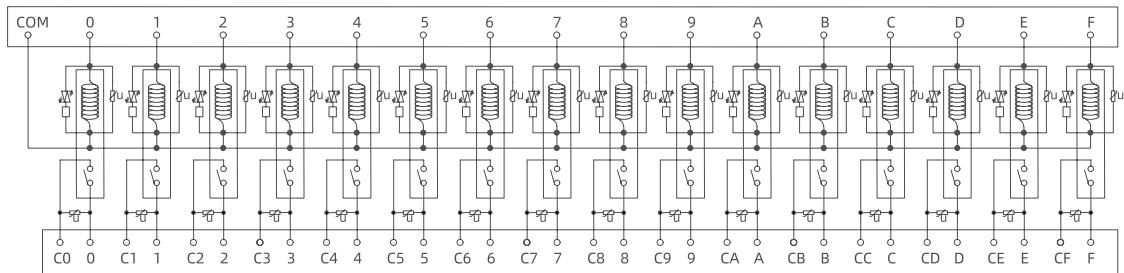 COM 0 1 2 3 4 5 6 7 8 9 A B C D E F
U U U U U U U U U U U U U U U U
C0 0 C1 1 C2 2 C3 3 C4 4 C5 5 C6 6 C7 7 C8 8 C9 9 CA A CB B CC C CD D CE E CF F